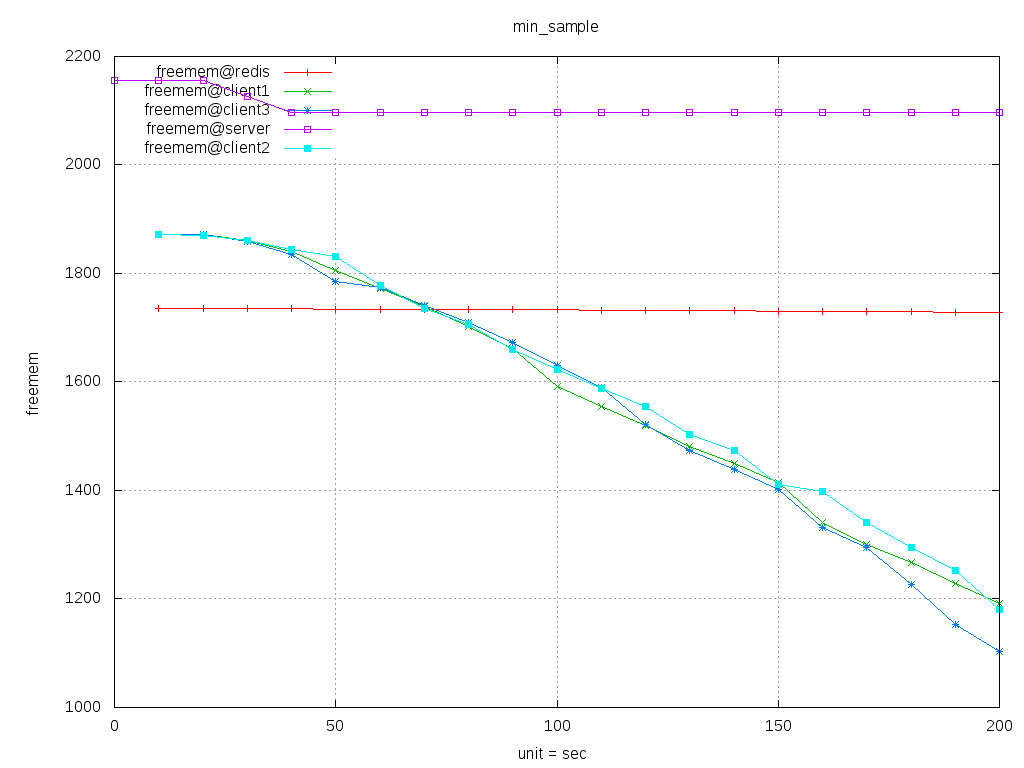 min_sample
2200
2000
1800
1600
1400
1200
1000
freemem
freemem@redis
freemem@client1
freemem@client3
freemem@server
freemem@client2
0 50 100 150 200
unit = sec